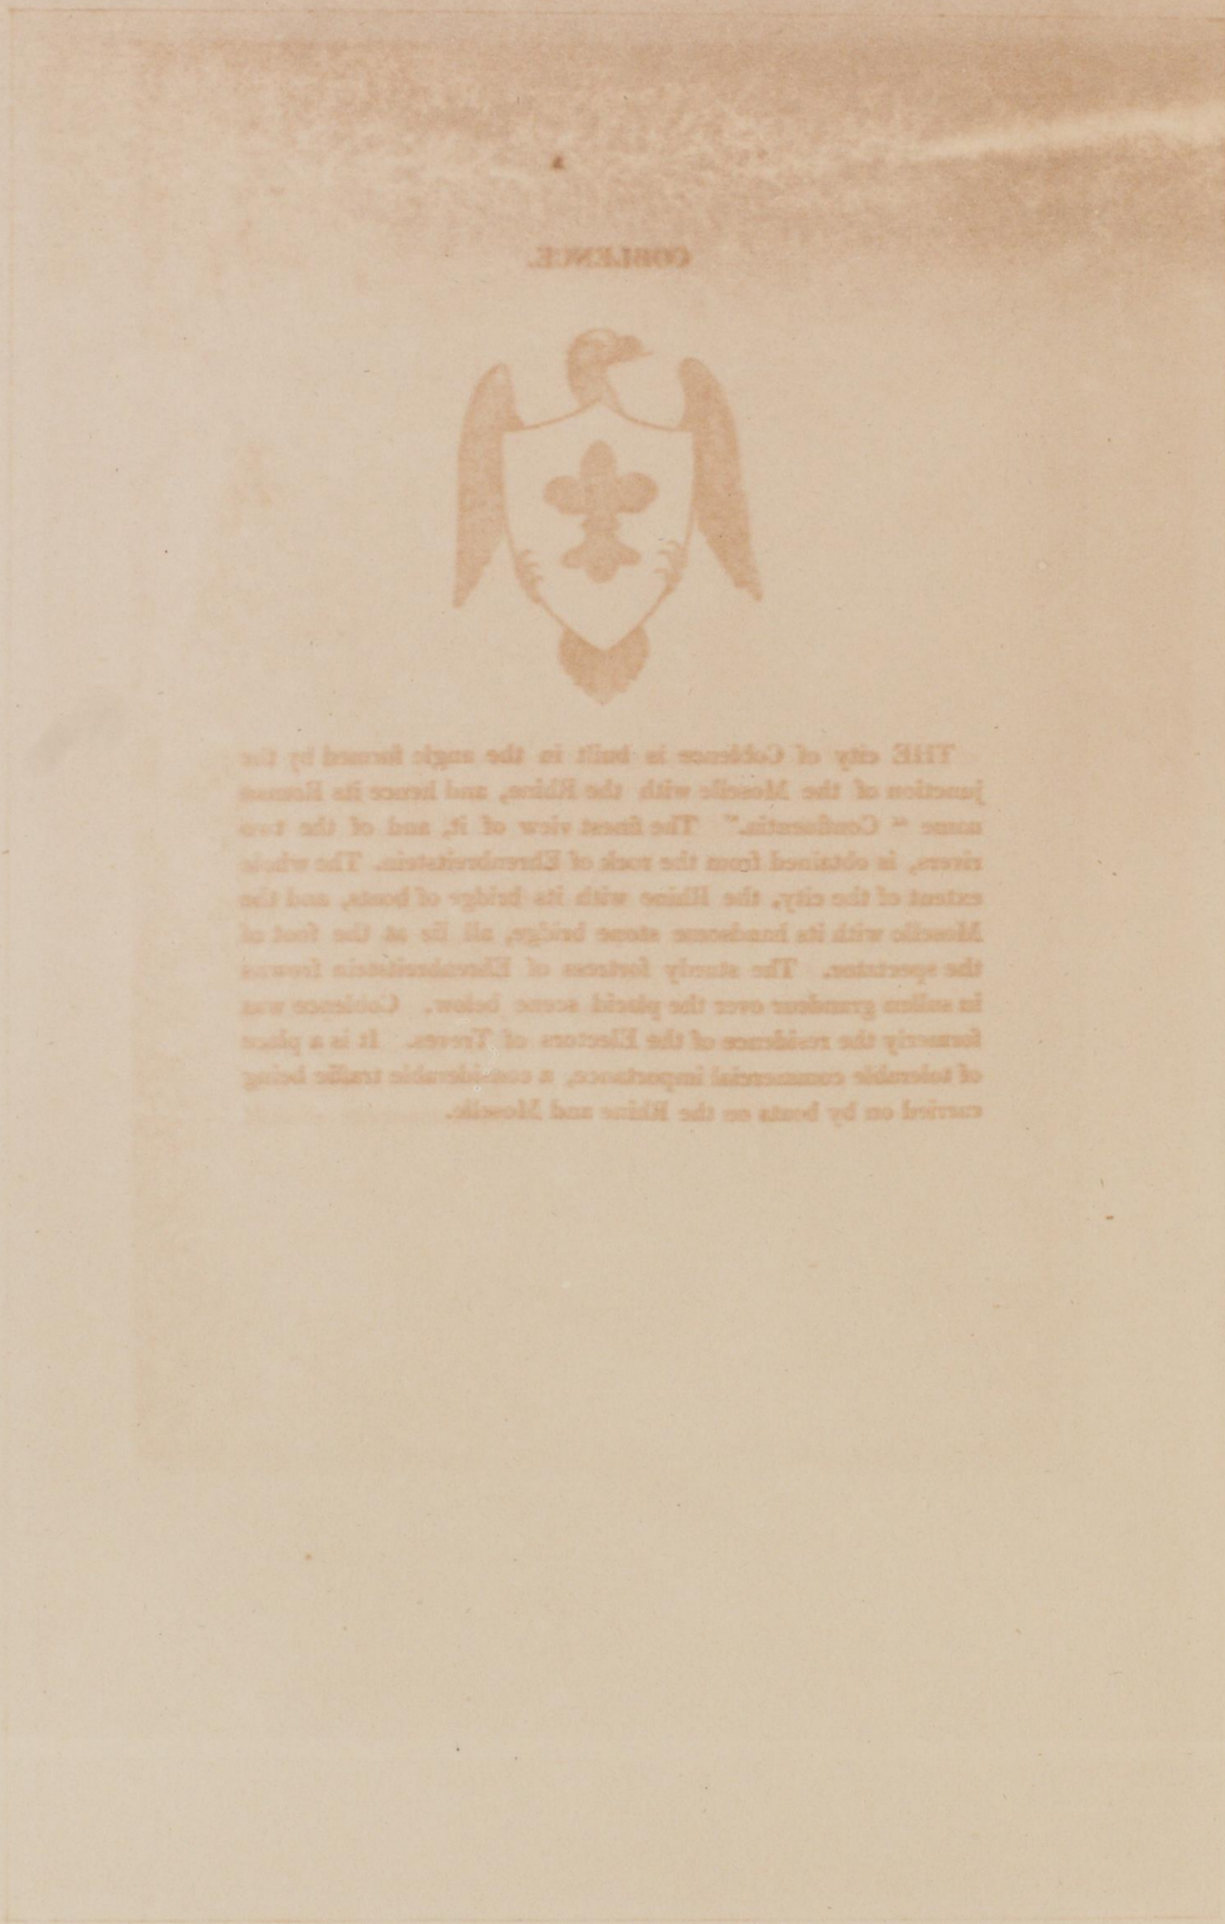 COBLENCE.
THE city of Coblence is built in the angle formed by the
junction of the Moselle with the Rhine, and hence its Roman
name “ Confluentia.” The finest view of it, and of the two
rivers, is obtained from the rock of Ehrenbreitstein. The whole
extent of the city, the Rhine with its bridge of boats, and the
Moselle with its handsome stone bridge, all lie at the foot of
the spectator. The sturdy fortress of Ehrenbreitstein frowns
in sullen grandeur over the placid scene below. Coblence was
formerly the residence of the Electors of Treves. It is a place
of tolerable commercial importance, a considerable traffic being
carried on by boats on the Rhine and Moselle.